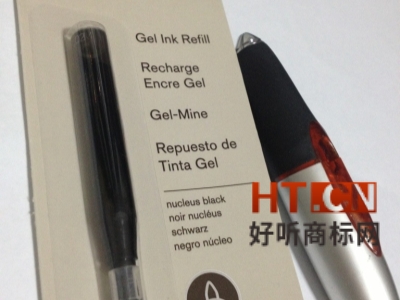 Gel Ink Refill
Recharge
Encre Gel
Gel-Mine
Repuesto de
Tinta Gel
nucleus black
noir nucléus
schwarz
negro núcleo
HT.CN
好听商标网